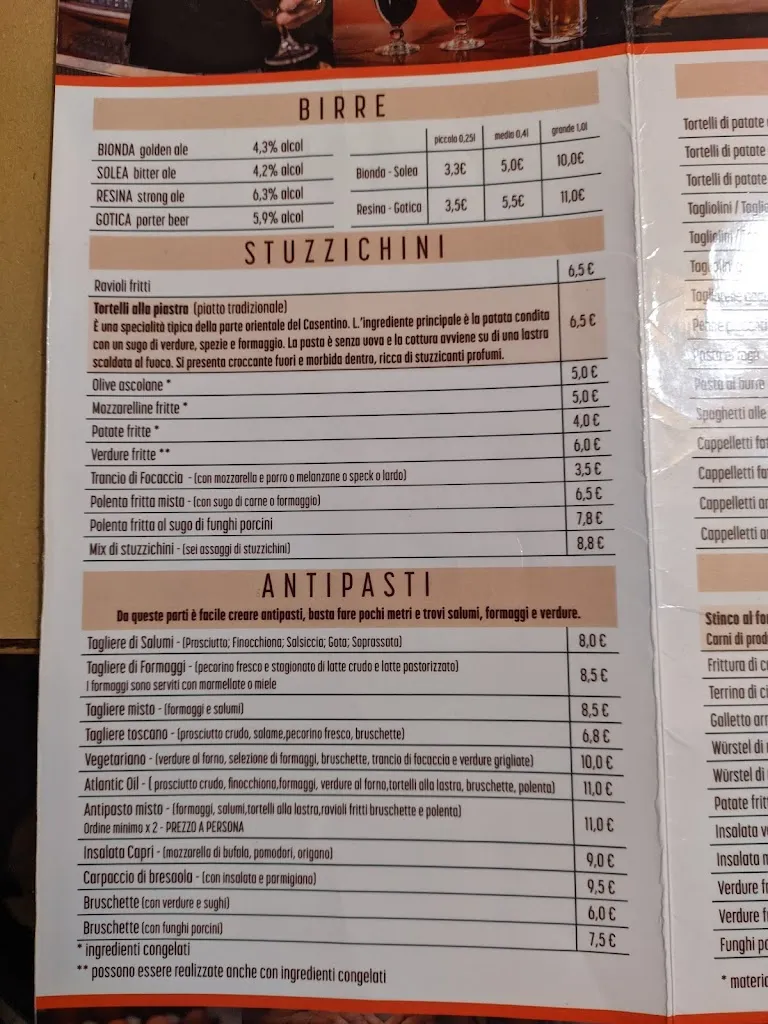 BIRRE
piccola 0,25l medio 0,4l grande 1,0l
BIONDA golden ale 4,3% alcol
SOLEA bitter ale 4,2% alcol
RESINA strong ale 6,3% alcol
GOTICA porter beer 5,9% alcol
Bionda - Solea 3,3€ 5,0€ 10,0€
Resina - Gotica 3,5€ 5,5€ 11,0€
STUZZICHINI
Ravioli fritti 6,5 €
Tortelli alla piastra (piatto tradizionale)
È una specialità tipica della parte orientale del Casentino. L.'ingrediente principale è la patata condita
con un sugo di verdure, spezie e formaggio. La pasta è senza uova e la cottura avviene su di una lastra
scaldata al fuoco. Si presenta croccante fuori e morbida dentro, ricca di stuzzicanti profumi.
6,5 €
Olive ascolane * 5,0 €
Mozzarelline fritte * 5,0 €
Patate fritte * 4,0 €
Verdure fritte ** 6,0 €
Trancio di Focaccia - (con mozzarella e porro o melanzane o speck o lardo) 3,5 €
Polenta fritta mista - (con sugo di carne o formaggio) 6,5 €
Polenta fritta al sugo di funghi porcini 7,8 €
Mix di stuzzichini - (sei assaggi di stuzzichini) 8,8 €
ANTIPASTI
Da queste parti è facile creare antipasti, basta fare pochi metri e trovi salumi, formaggi e verdure.
Tagliere di Salumi - (Prosciutto; Finocchiona; Salsiccia; Gota; Soprassata) 8,0 €
Tagliere di Formaggi - (pecorino fresco e stagionato di latte crudo e latte pastorizzato)
I formaggi sono serviti con marmellate o miele
8,5 €
Tagliere misto - (formaggi e salumi) 8,5 €
Tagliere toscano - (prosciutto crudo, salame,pecorino fresco, bruschette) 6,8 €
Vegetariano - (verdure al forno, selezione di formaggi, bruschette, trancio di focaccia e verdure grigliate) 10,0 €
Atlantic Oil - ( prosciutto crudo, finocchiona,formaggi, verdure al forno,tortelli alla lastra, bruschette, polenta) 11,0 €
Antipasto misto - (formaggi, salumi,tortelli alla lastra,ravioli fritti bruschette e polenta)
Ordine minimo x 2 - PREZZO A PERSONA
11,0 €
Insalata Capri - (mozzarella di bufala, pomodori, origano) 9,0 €
Carpaccio di bresaola - (con insalata e parmigiano) 9,5 €
Bruschette (con verdure e sughi) 6,0 €
Bruschette (con funghi porcini) 7,5 €
* ingredienti congelati
** possono essere realizzate anche con ingredienti congelati
Tortelli di patate
Tortelli di patate
Tortelli di patate
Tagliolini /
Spaghetti alle
Cappelletti
Cappelletti
Cappelletti
Cappelletti
Stinco al
Carni di
Frittura di
Terrina di
Galletto
Würstel di
Würstel di
Patate
Insalata
Insalata
Verdure
Verdure
Funghi
*